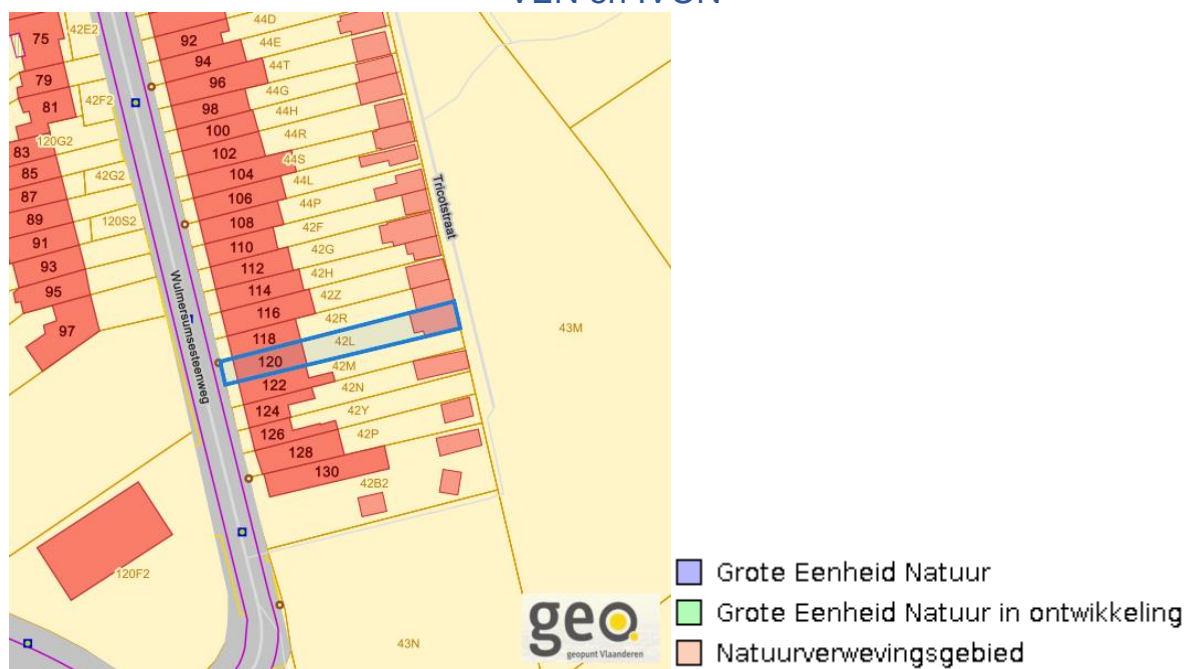 VEN en IVON
42E2
44D
75
92
44E
94
44T
79
96
42F2
44G
81
98
44H
100
120G2
44R
83
102
44S
85
42G2
104
44L
87
106
44P
Tricotstraat
89
120S2
108
42F
91
110
42G
93
112
42H
95
114
42Z
97
116
42R
Wulmersumsesteenweg
118
42L
43M
120
42M
122
42N
124
42Y
126
42P
128
130
42B2
120F2
43N
geo
geopunt Vlaanderen
Grote Eenheid Natuur
Grote Eenheid Natuur in ontwikkeling
Natuurverwevingsgebied